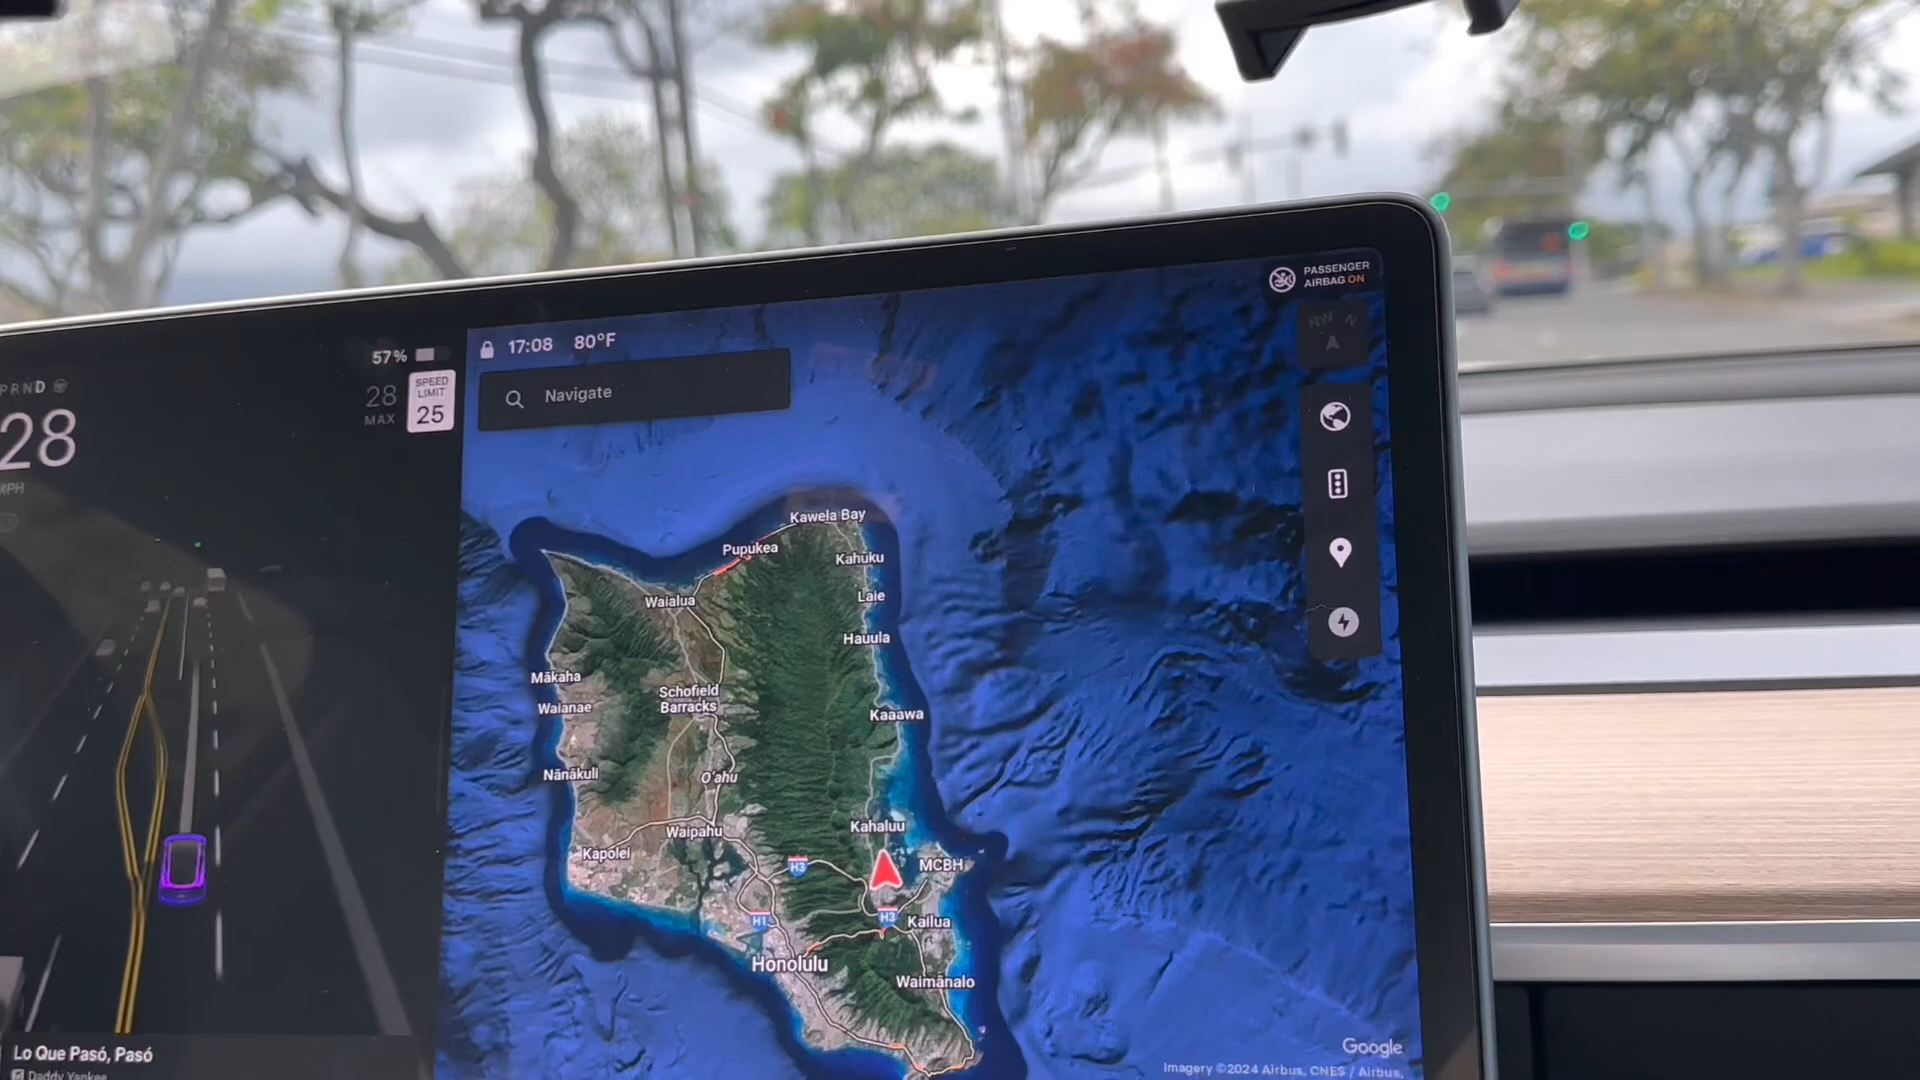 PASSENGER
AIRBAG ON
NW N
57%
17:08 80°F
PRND
28
MAX
SPEED
LIMIT
25
Navigate
28
MPH
Kawela Bay
Pupukea
Kahuku
Waialua
Laie
Hauula
Mākaha
Schofield
Barracks
Waianae
Kaaawa
Nānākuli
O'ahu
Kahaluu
Waipahu
Kapolei
H3
MCBH
H1
H3
Kailua
Honolulu
Waimānalo
Google
Imagery ©2024 Airbus, CNES / Airbus,
Lo Que Pasó, Pasó
Daddy Yankee